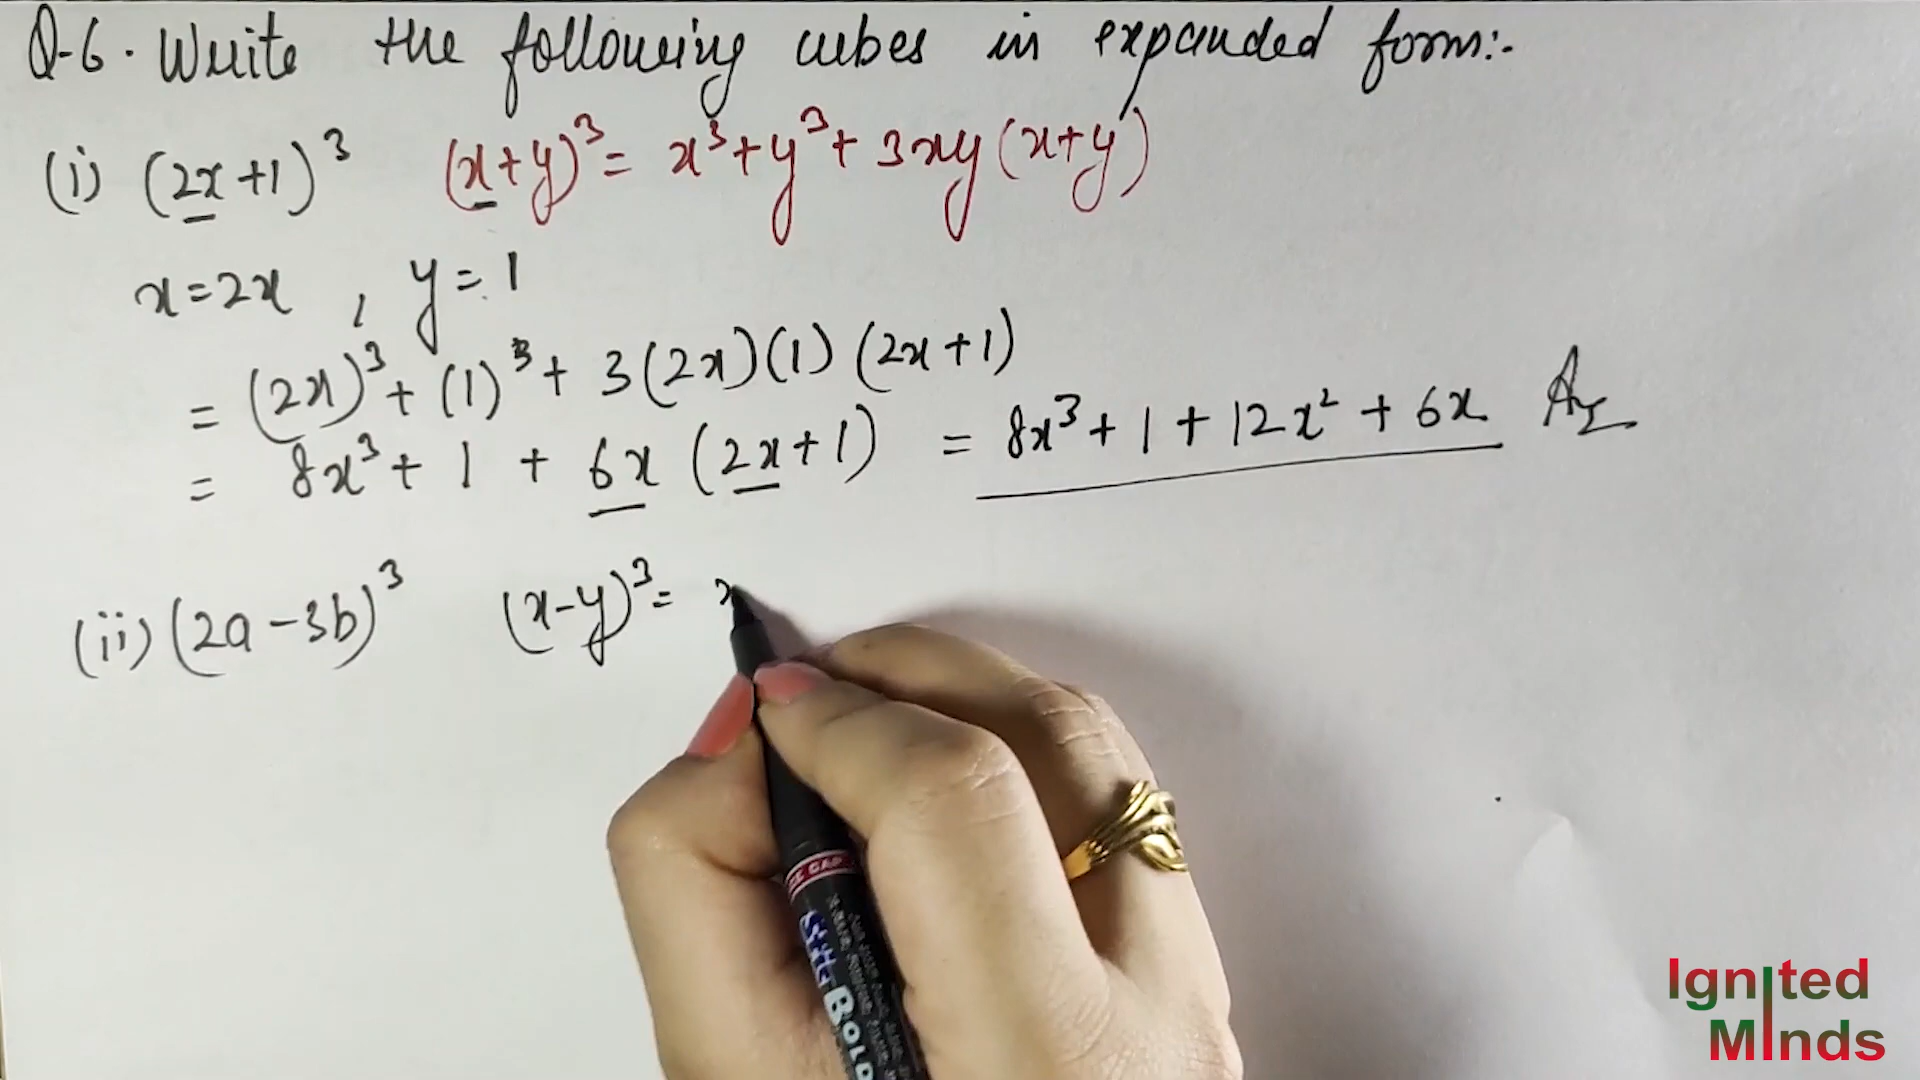 Q-6. Write the following cubes in expanded form:-
(i) (2x+1)³ (x+y)³ = x³+y³+3xy(x+y)
x=2x , y=1
= (2x)³+(1)³+3(2x)(1)(2x+1)
= 8x³+1+6x(2x+1) = 8x³+1+12x²+6x
(ii) (2a-3b)³ (x-y)³= x
CAP
BOLD
Ignited
Minds